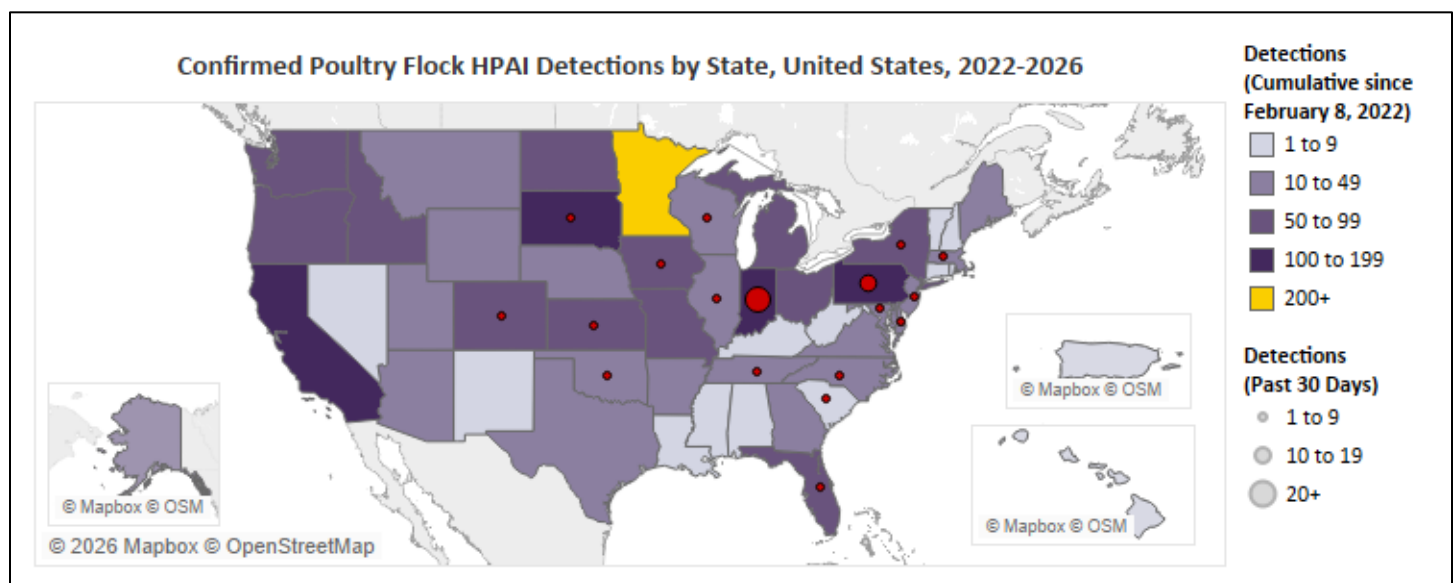 Confirmed Poultry Flock HPAI Detections by State, United States, 2022-2026
Detections
(Cumulative since
February 8, 2022)
1 to 9
10 to 49
50 to 99
100 to 199
200+
Detections
(Past 30 Days)
1 to 9
10 to 19
20+
© Mapbox © OSM
© Mapbox © OSM
© Mapbox © OSM
© 2026 Mapbox © OpenStreetMap